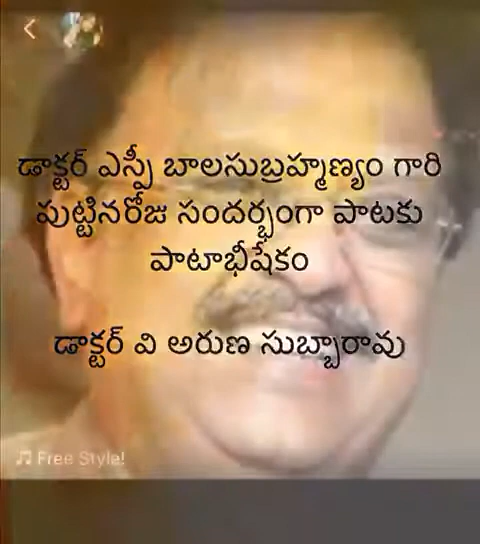 డాక్టర్ ఎస్పీ బాలసుబ్రహ్మణ్యం గారి
పుట్టినరోజు సందర్భంగా పాటకు
పాటాభీషేకం
డాక్టర్ వి అరుణ సుబ్బారావు
♫ Free Style!